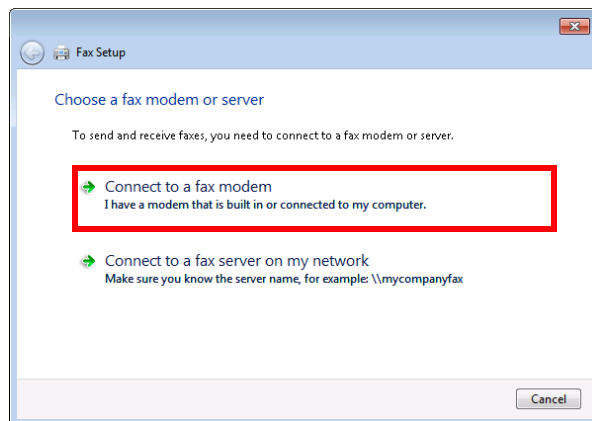 Fax Setup
Choose a fax modem or server
To send and receive faxes, you need to connect to a fax modem or server.
Connect to a fax modem
I have a modem that is built in or connected to my computer.
Connect to a fax server on my network
Make sure you know the server name, for example: \\mycompanyfax
Cancel